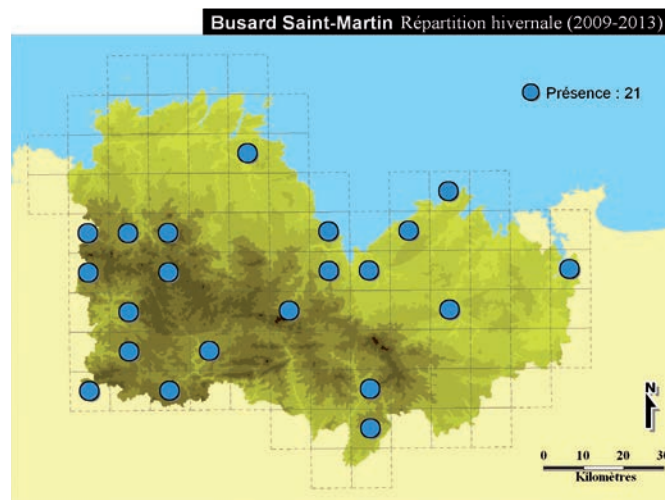 Busard Saint-Martin Répartition hivernale (2009-2013)
Présence : 21
N
0 10 20 30
Kilomètres